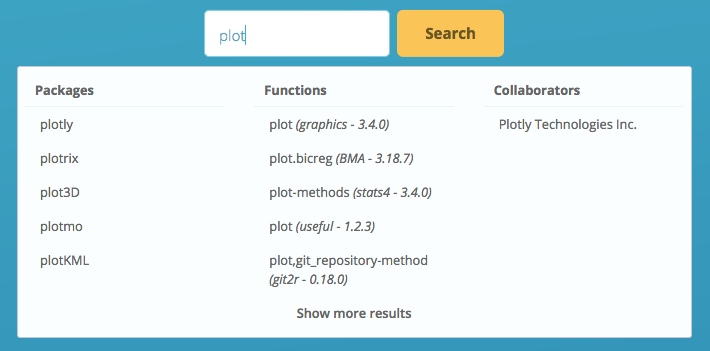 plot
Search
Packages
Functions
Collaborators
plotly
plot (graphics - 3.4.0)
Plotly Technologies Inc.
plotrix
plot.bicreg (BMA - 3.18.7)
plot3D
plot-methods (stats4 - 3.4.0)
plotmo
plot (useful - 1.2.3)
plotKML
plot,git_repository-method
(git2r - 0.18.0)
Show more results